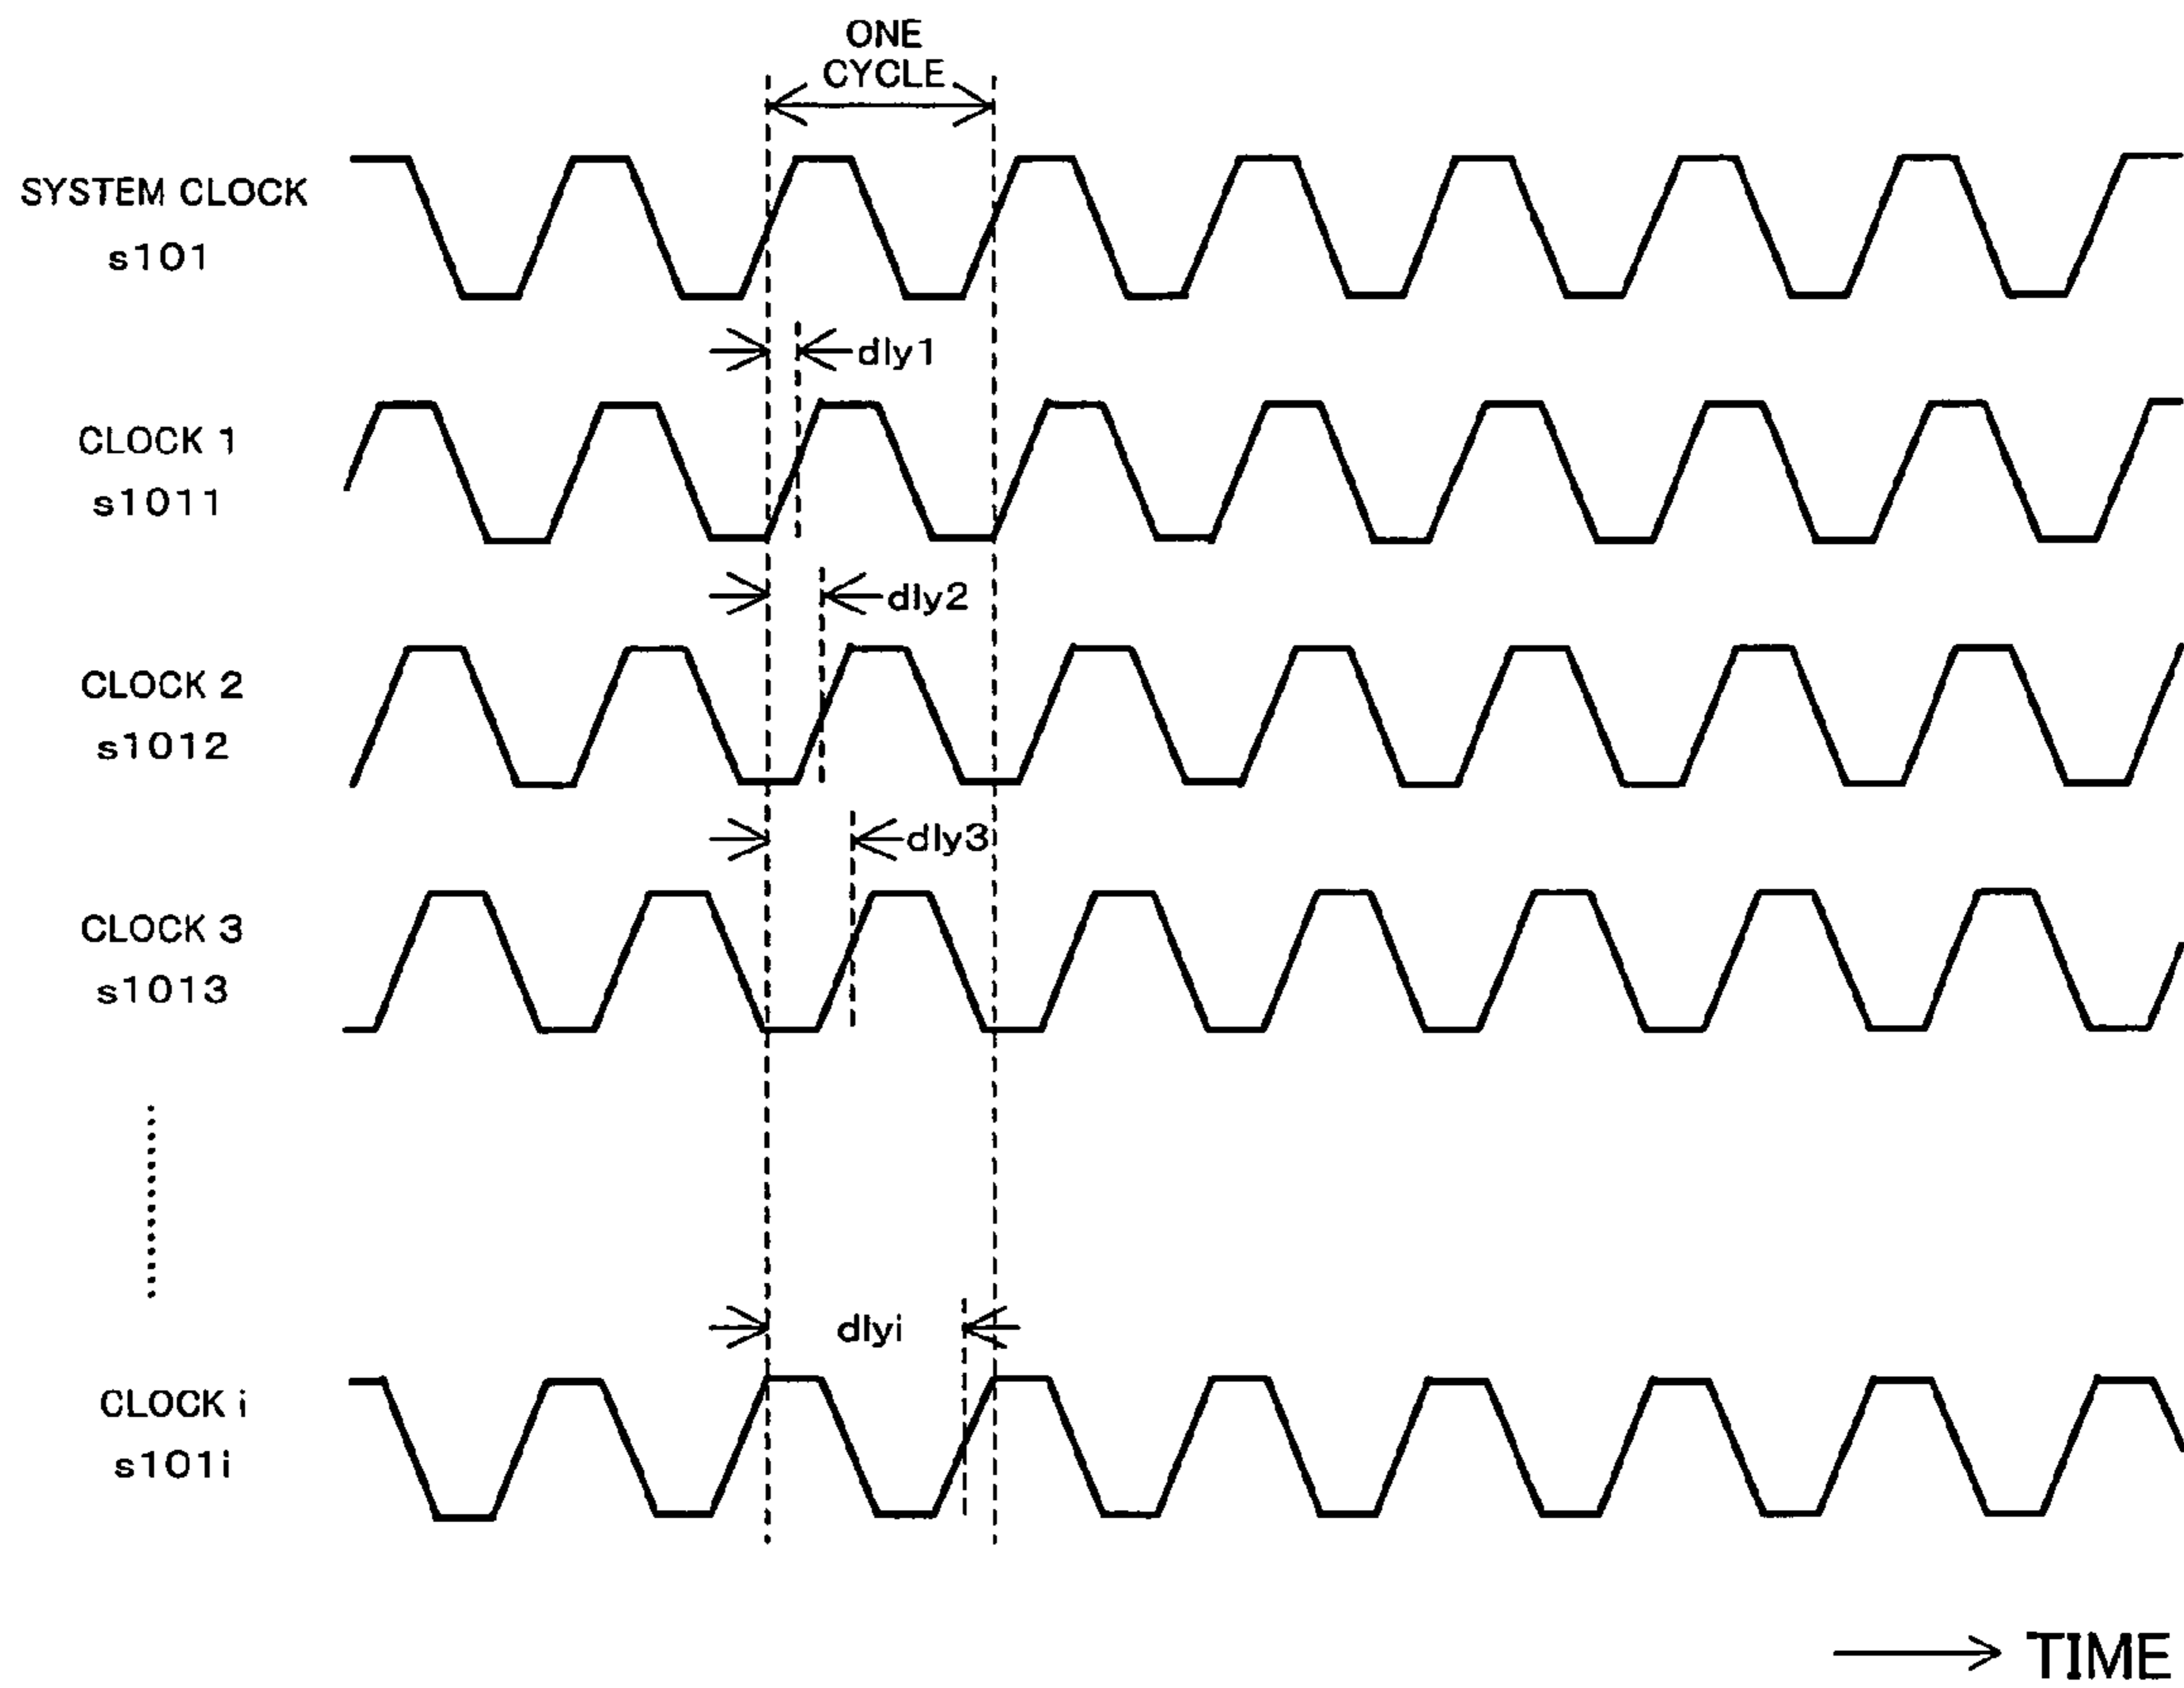 ONE
CYCLE
SYSTEM CLOCK
s101
dly1
CLOCK 1
s1011
dly2
CLOCK 2
s1012
dly3
CLOCK 3
s1013
dlyi
CLOCK i
s101i
TIME